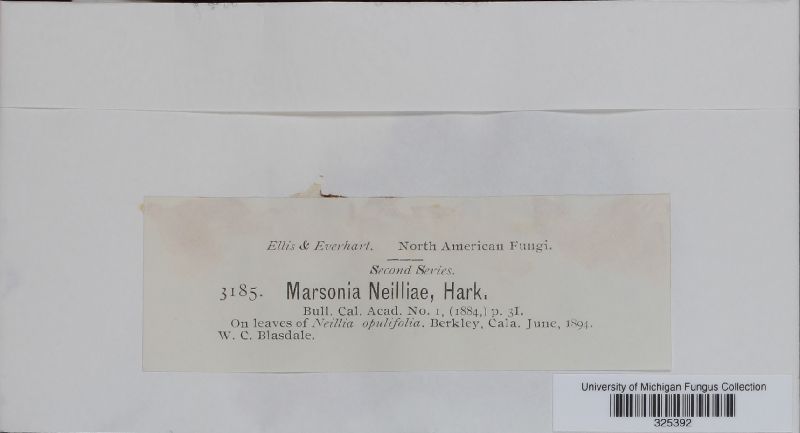 Ellis & Everhart. North American Fungi.
Second Series.
3185. Marsonia Neilliae, Hark.
Bull. Cal. Acad. No. 1, (1884,) p. 31.
On leaves of Neillia opulifolia. Berkley, Cala. June, 1894.
W. C. Blasdale.
University of Michigan Fungus Collection
325392